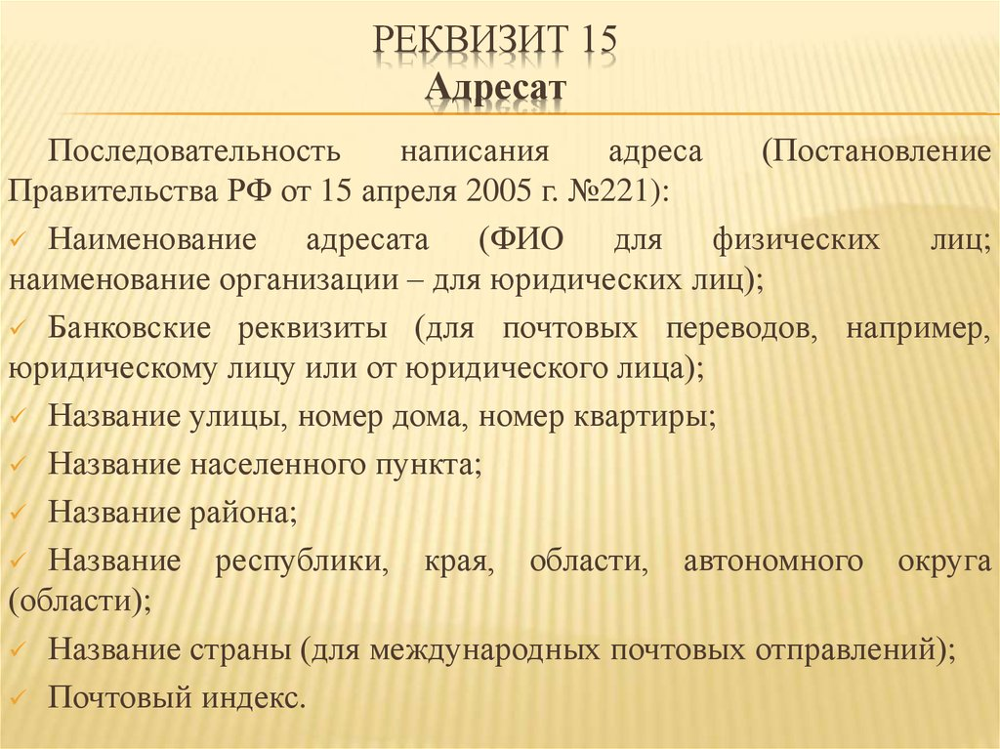 РЕКВИЗИТ 15
Адресат
Последовательность написания адреса (Постановление
Правительства РФ от 15 апреля 2005 г. №221):
✓ Наименование адресата (ФИО для физических лиц;
наименование организации – для юридических лиц);
✓ Банковские реквизиты (для почтовых переводов, например,
юридическому лицу или от юридического лица);
✓ Название улицы, номер дома, номер квартиры;
✓ Название населенного пункта;
✓ Название района;
✓ Название республики, края, области, автономного округа
(области);
✓ Название страны (для международных почтовых отправлений);
✓ Почтовый индекс.